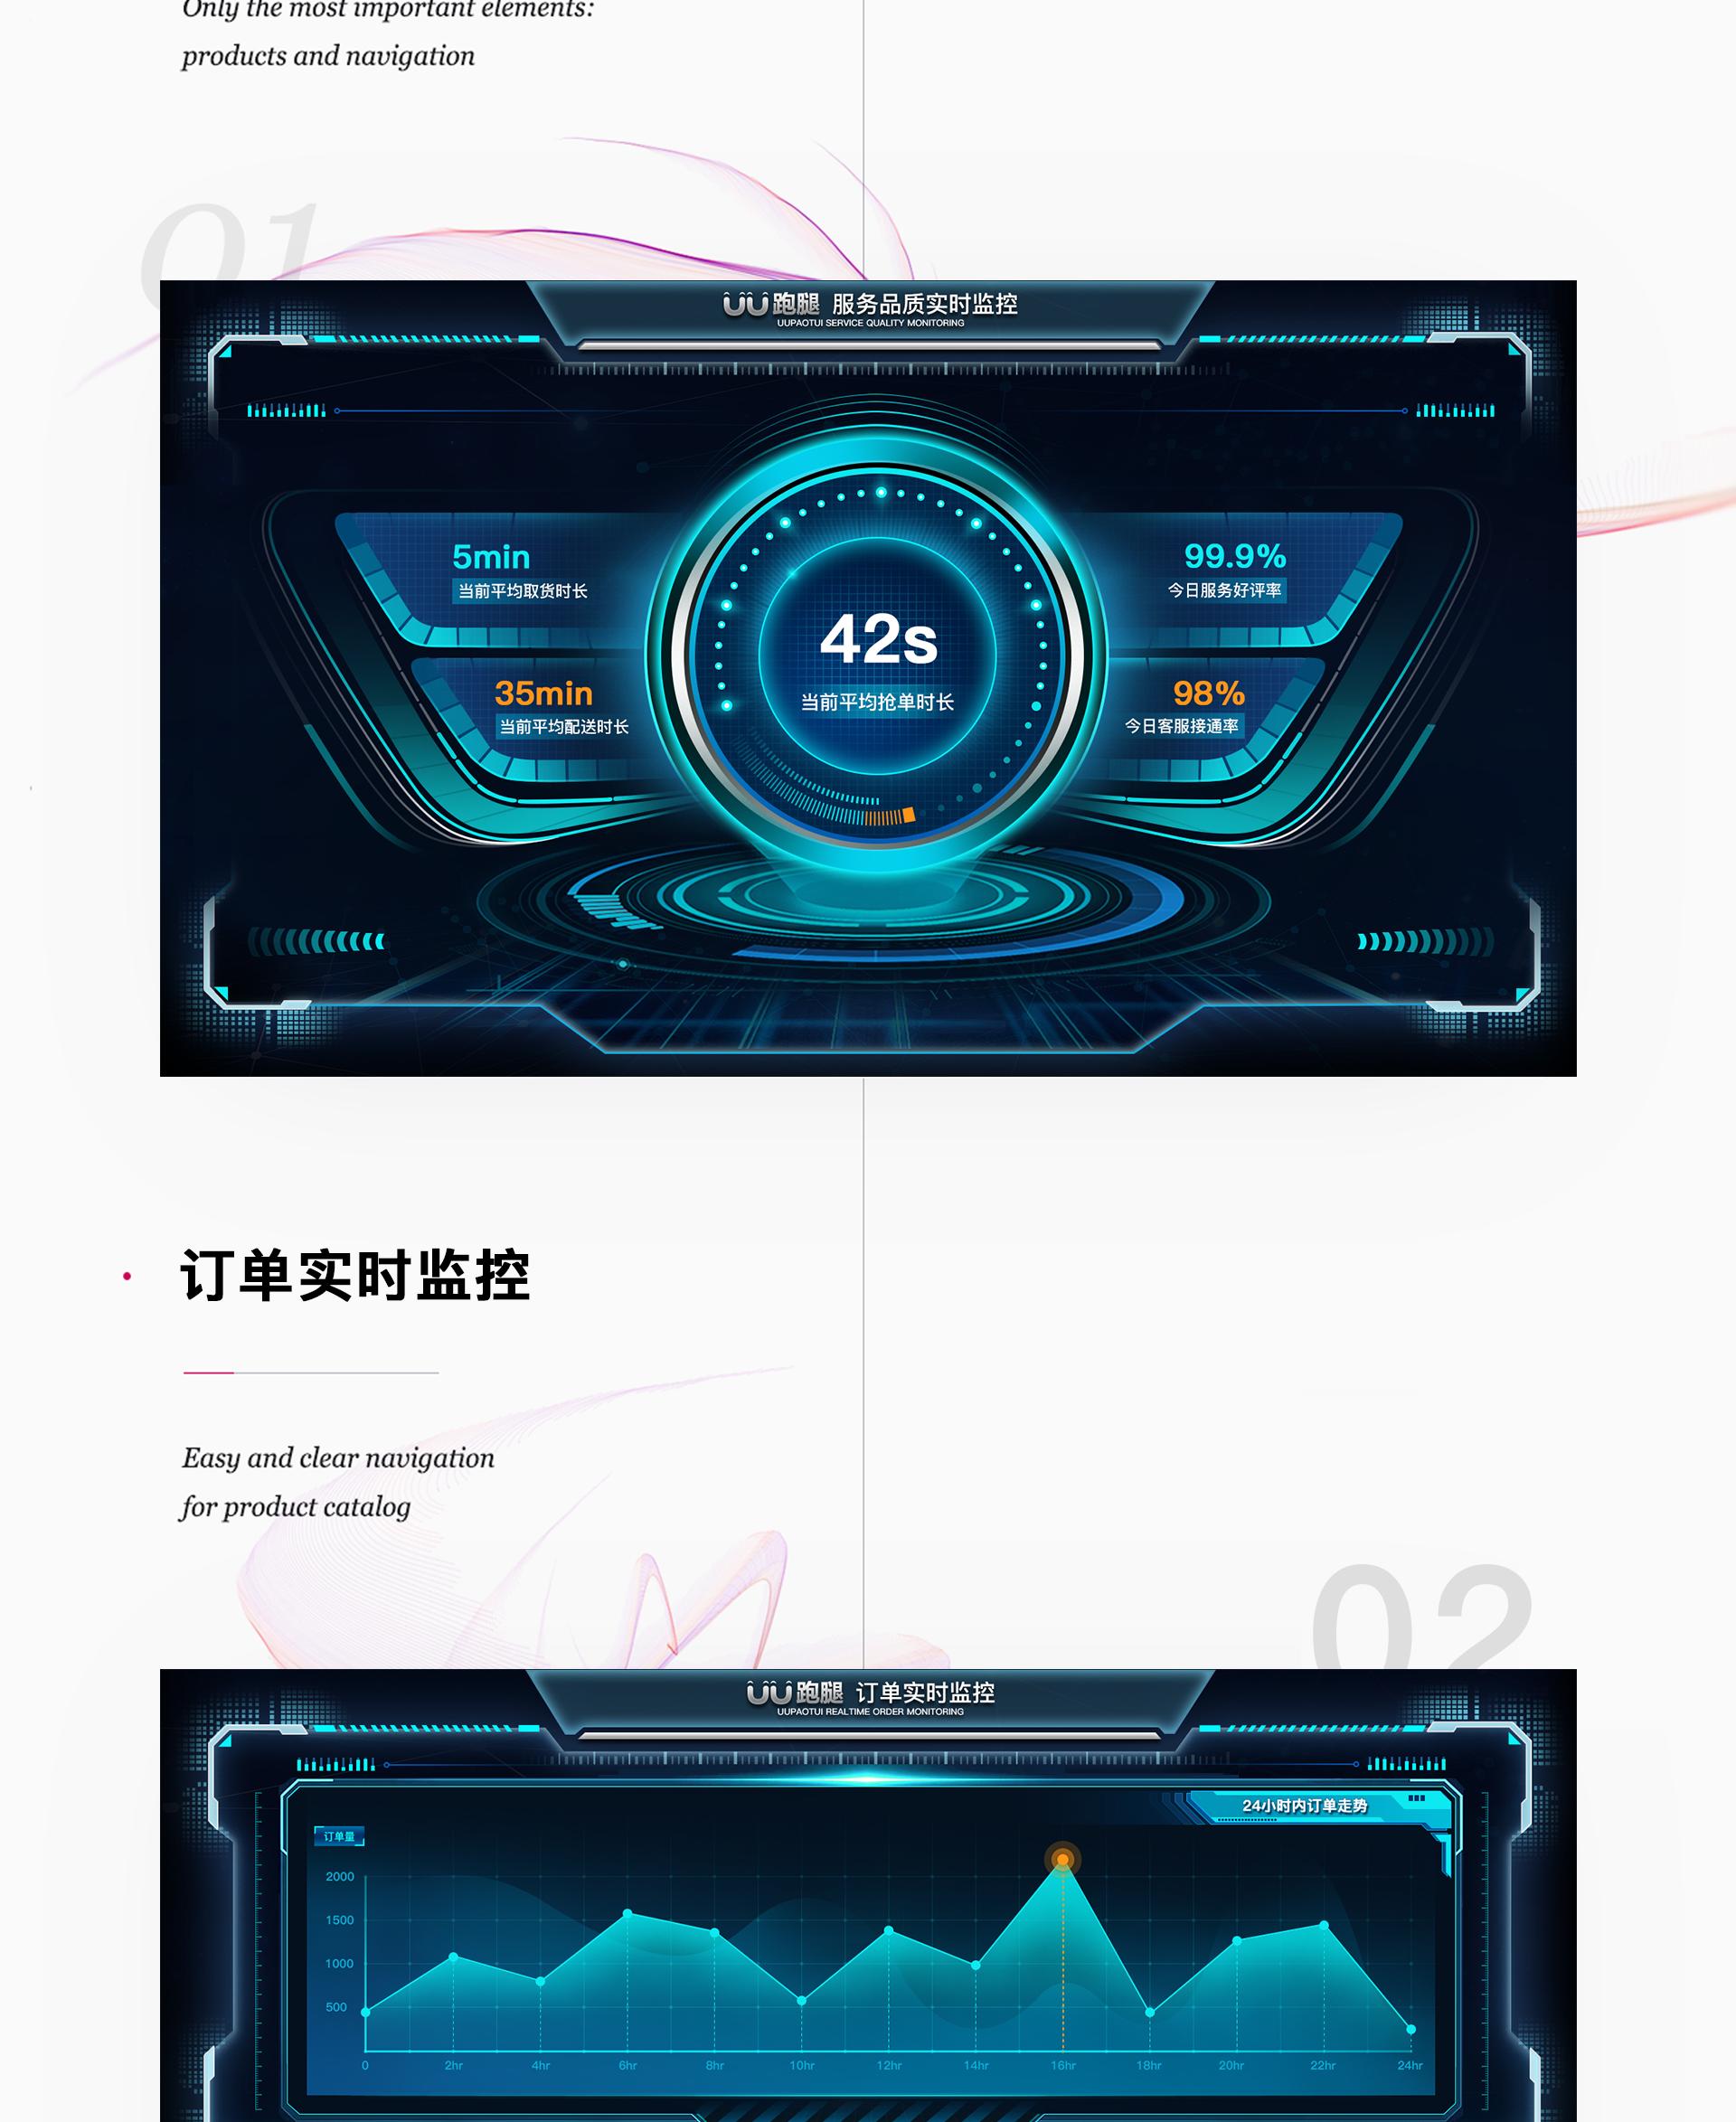 Only the most important elements:
products and navigation
01
UU跑腿 服务品质实时监控
UUPAOTUI SERVICE QUALITY MONITORING
5min
当前平均取货时长
99.9%
今日服务好评率
42s
当前平均抢单时长
35min
当前平均配送时长
98%
今日客服接通率
订单实时监控
Easy and clear navigation
for product catalog
02
UU跑腿 订单实时监控
UUPAOTUI REALTIME ORDER MONITORING
24小时内订单走势
订单量
2000
1500
1000
500
0 2hr 4hr 6hr 8hr 10hr 12hr 14hr 16hr 18hr 20hr 22hr 24hr